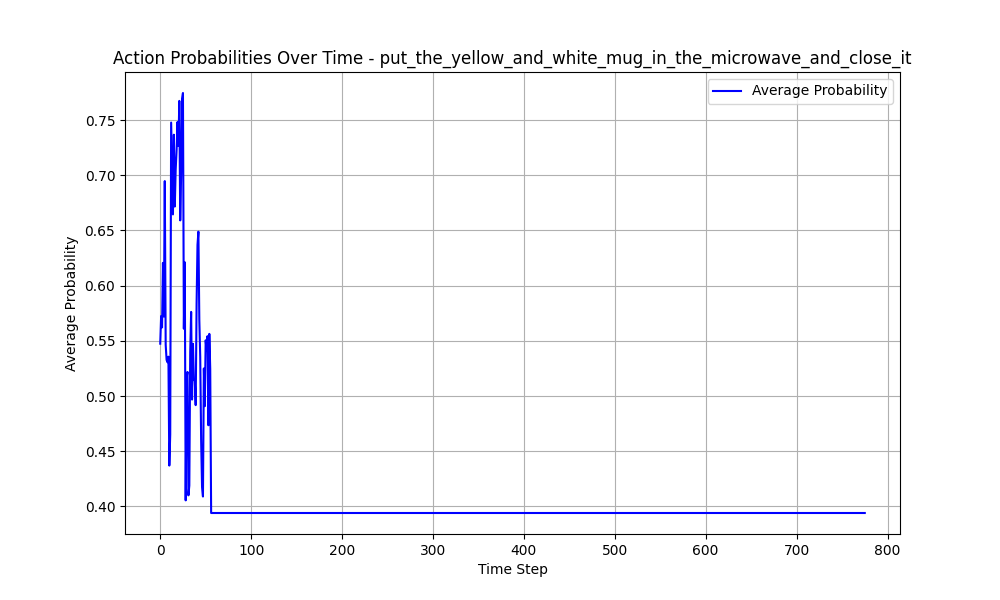 Action Probabilities Over Time - put_the_yellow_and_white_mug_in_the_microwave_and_close_it
Average Probability
0.75
0.70
0.65
0.60
0.55
0.50
0.45
0.40
Average Probability
0 100 200 300 400 500 600 700 800
Time Step